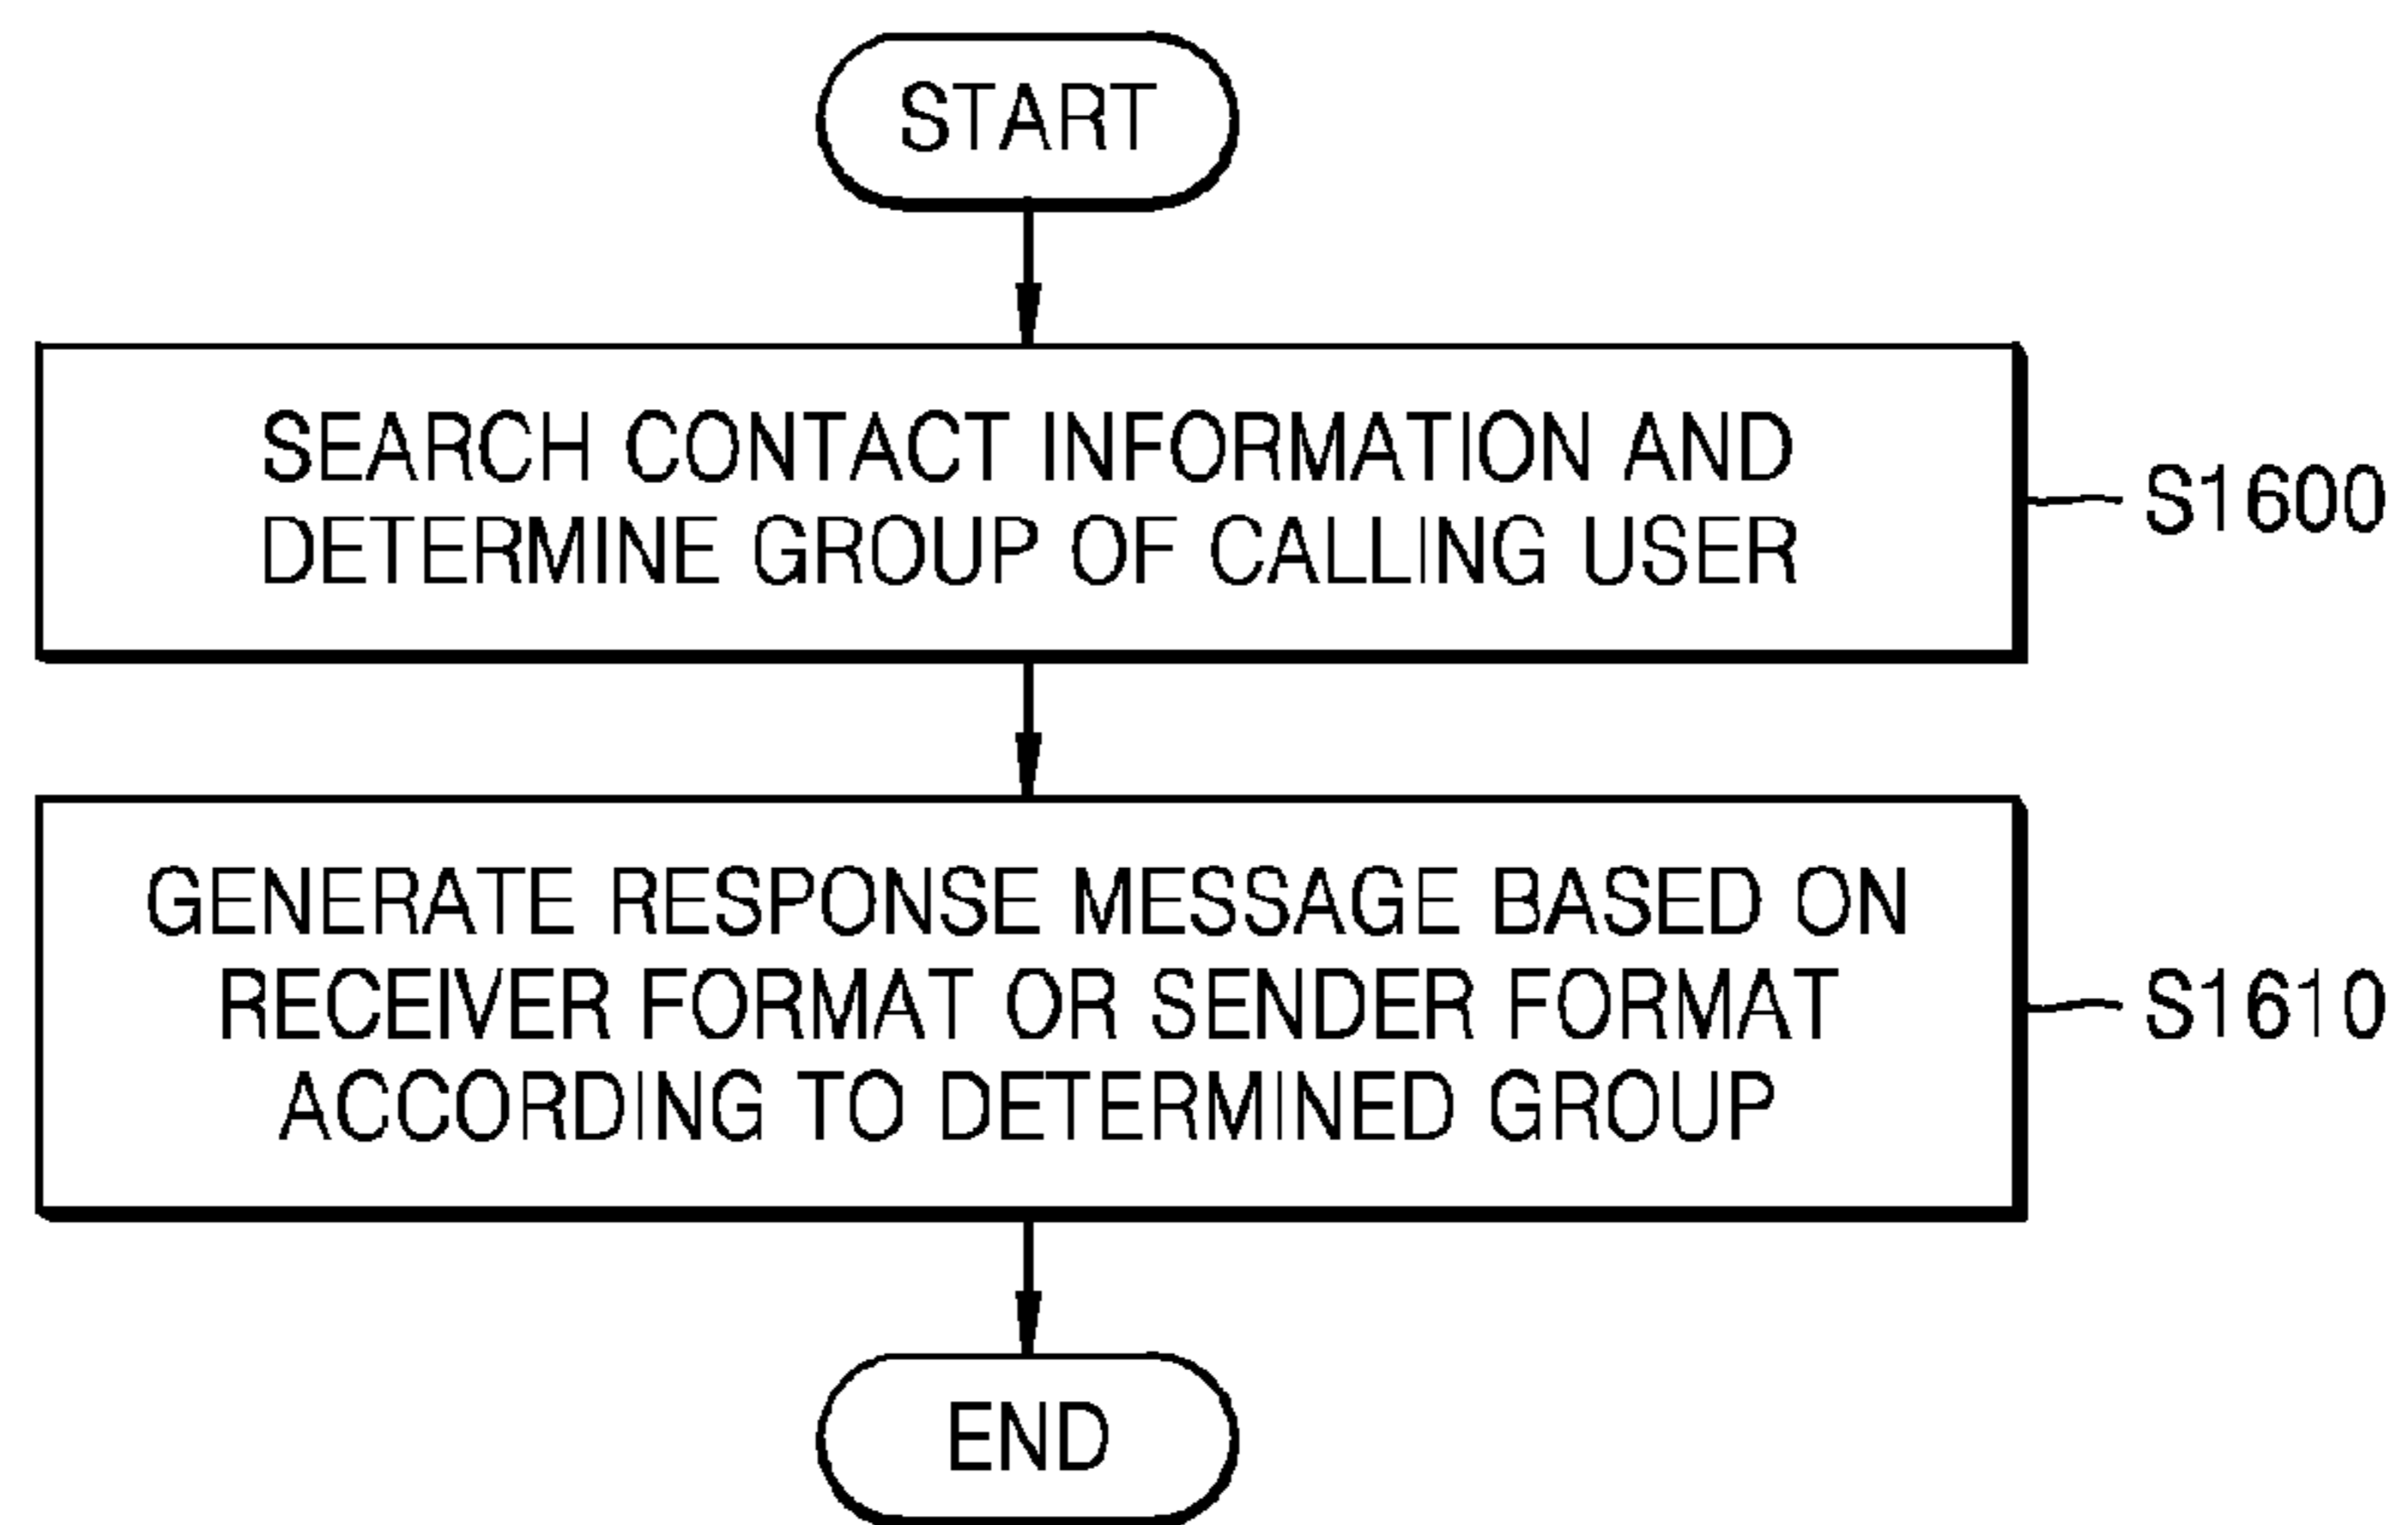 START
SEARCH CONTACT INFORMATION AND
DETERMINE GROUP OF CALLING USER
S1600
GENERATE RESPONSE MESSAGE BASED ON
RECEIVER FORMAT OR SENDER FORMAT
ACCORDING TO DETERMINED GROUP
S1610
END